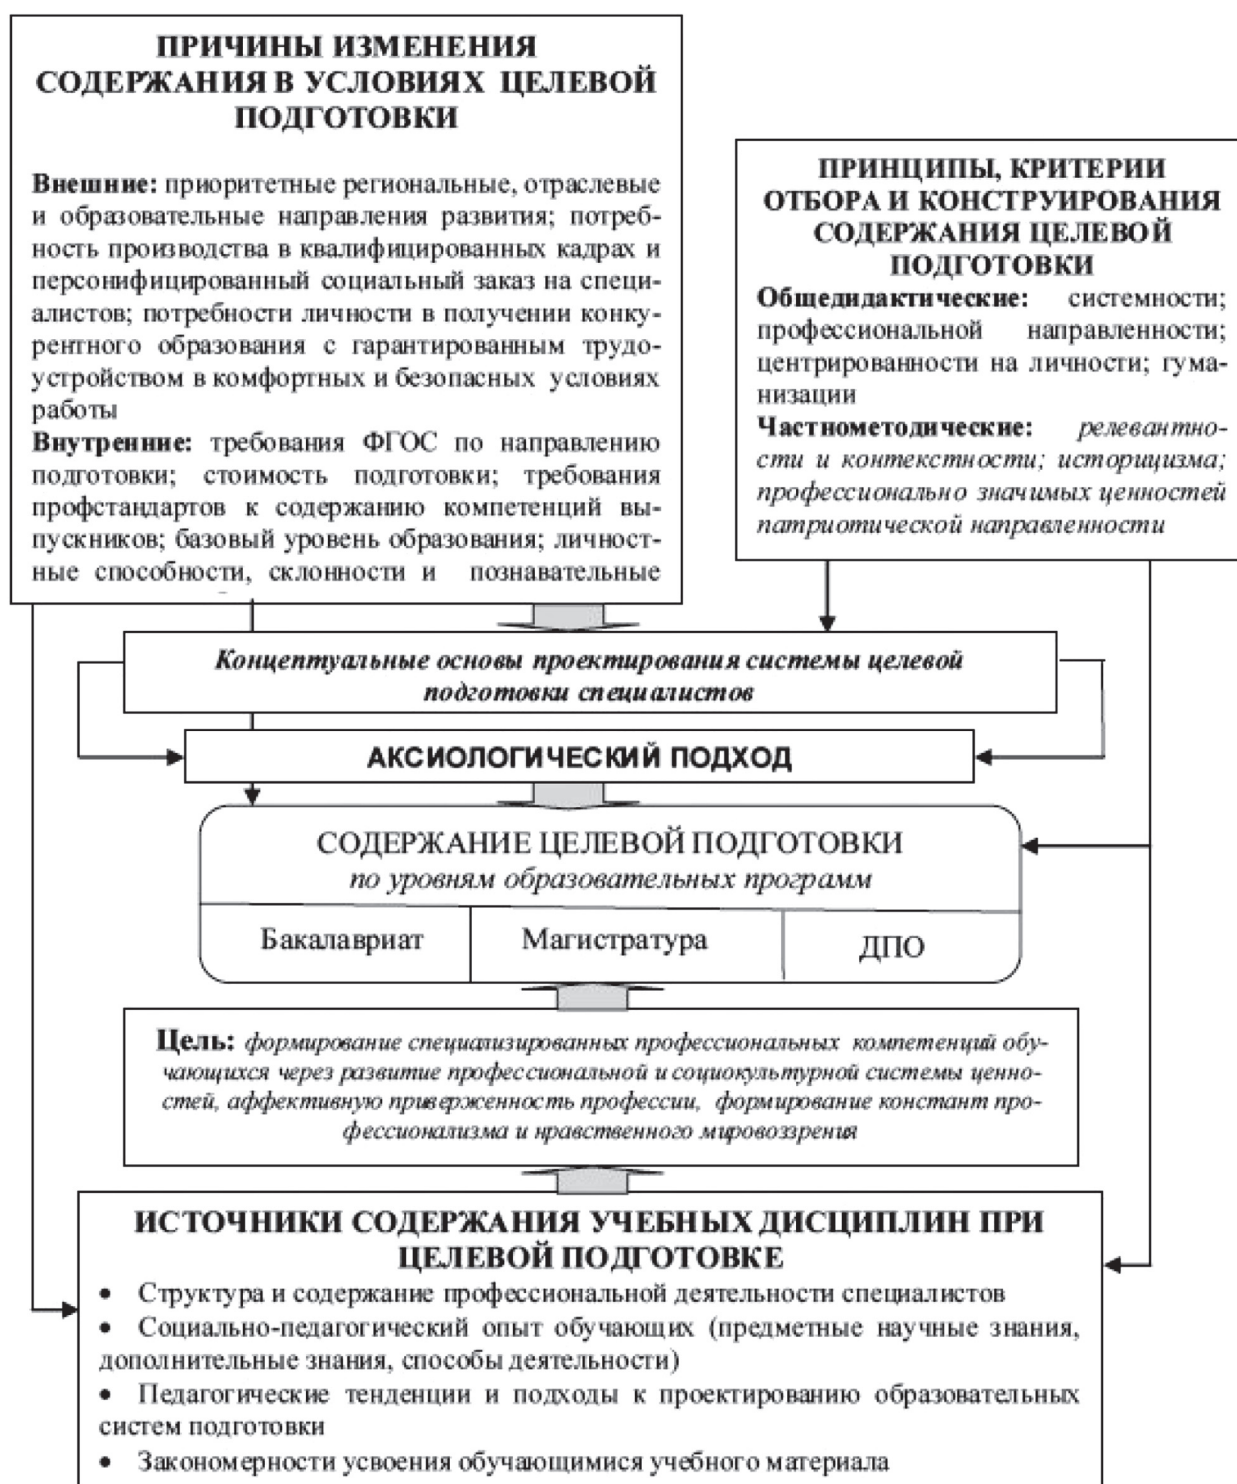 ПРИЧИНЫ ИЗМЕНЕНИЯ
СОДЕРЖАНИЯ В УСЛОВИЯХ ЦЕЛЕВОЙ
ПОДГОТОВКИ
Внешние: приоритетные региональные, отраслевые
и образовательные направления развития; потреб-
ность производства в квалифицированных кадрах и
персонифицированный социальный заказ на специ-
алистов; потребности личности в получении конку-
рентного образования с гарантированным трудо-
устройством в комфортных и безопасных условиях
работы
Внутренние: требования ФГОС по направлению
подготовки; стоимость подготовки; требования
профстандартов к содержанию компетенций вы-
пускников; базовый уровень образования; личност-
ные способности, склонности и познавательные
ПРИНЦИПЫ, КРИТЕРИИ
ОТБОРА И КОНСТРУИРОВАНИЯ
СОДЕРЖАНИЯ ЦЕЛЕВОЙ
ПОДГОТОВКИ
Общедидактические: системности;
профессиональной направленности;
центрированности на личности; гума-
низации
Частнометодические: релевантно-
сти и контекстности; историцизма;
профессионально значимых ценностей
патриотической направленности
Концептуальные основы проектирования системы целевой
подготовки специалистов
АКСИОЛОГИЧЕСКИЙ ПОДХОД
СОДЕРЖАНИЕ ЦЕЛЕВОЙ ПОДГОТОВКИ
по уровням образовательных программ
Бакалавриат
Магистратура
ДПО
Цель: формирование специализированных профессиональных компетенций обу-
чающихся через развитие профессиональной и социокультурной системы ценно-
стей, аффективную приверженность профессии, формирование констант про-
фессионализма и нравственного мировоззрения
ИСТОЧНИКИ СОДЕРЖАНИЯ УЧЕБНЫХ ДИСЦИПЛИН ПРИ
ЦЕЛЕВОЙ ПОДГОТОВКЕ
• Структура и содержание профессиональной деятельности специалистов
• Социально-педагогический опыт обучающих (предметные научные знания,
дополнительные знания, способы деятельности)
• Педагогические тенденции и подходы к проектированию образовательных
систем подготовки
• Закономерности усвоения обучающимися учебного материала